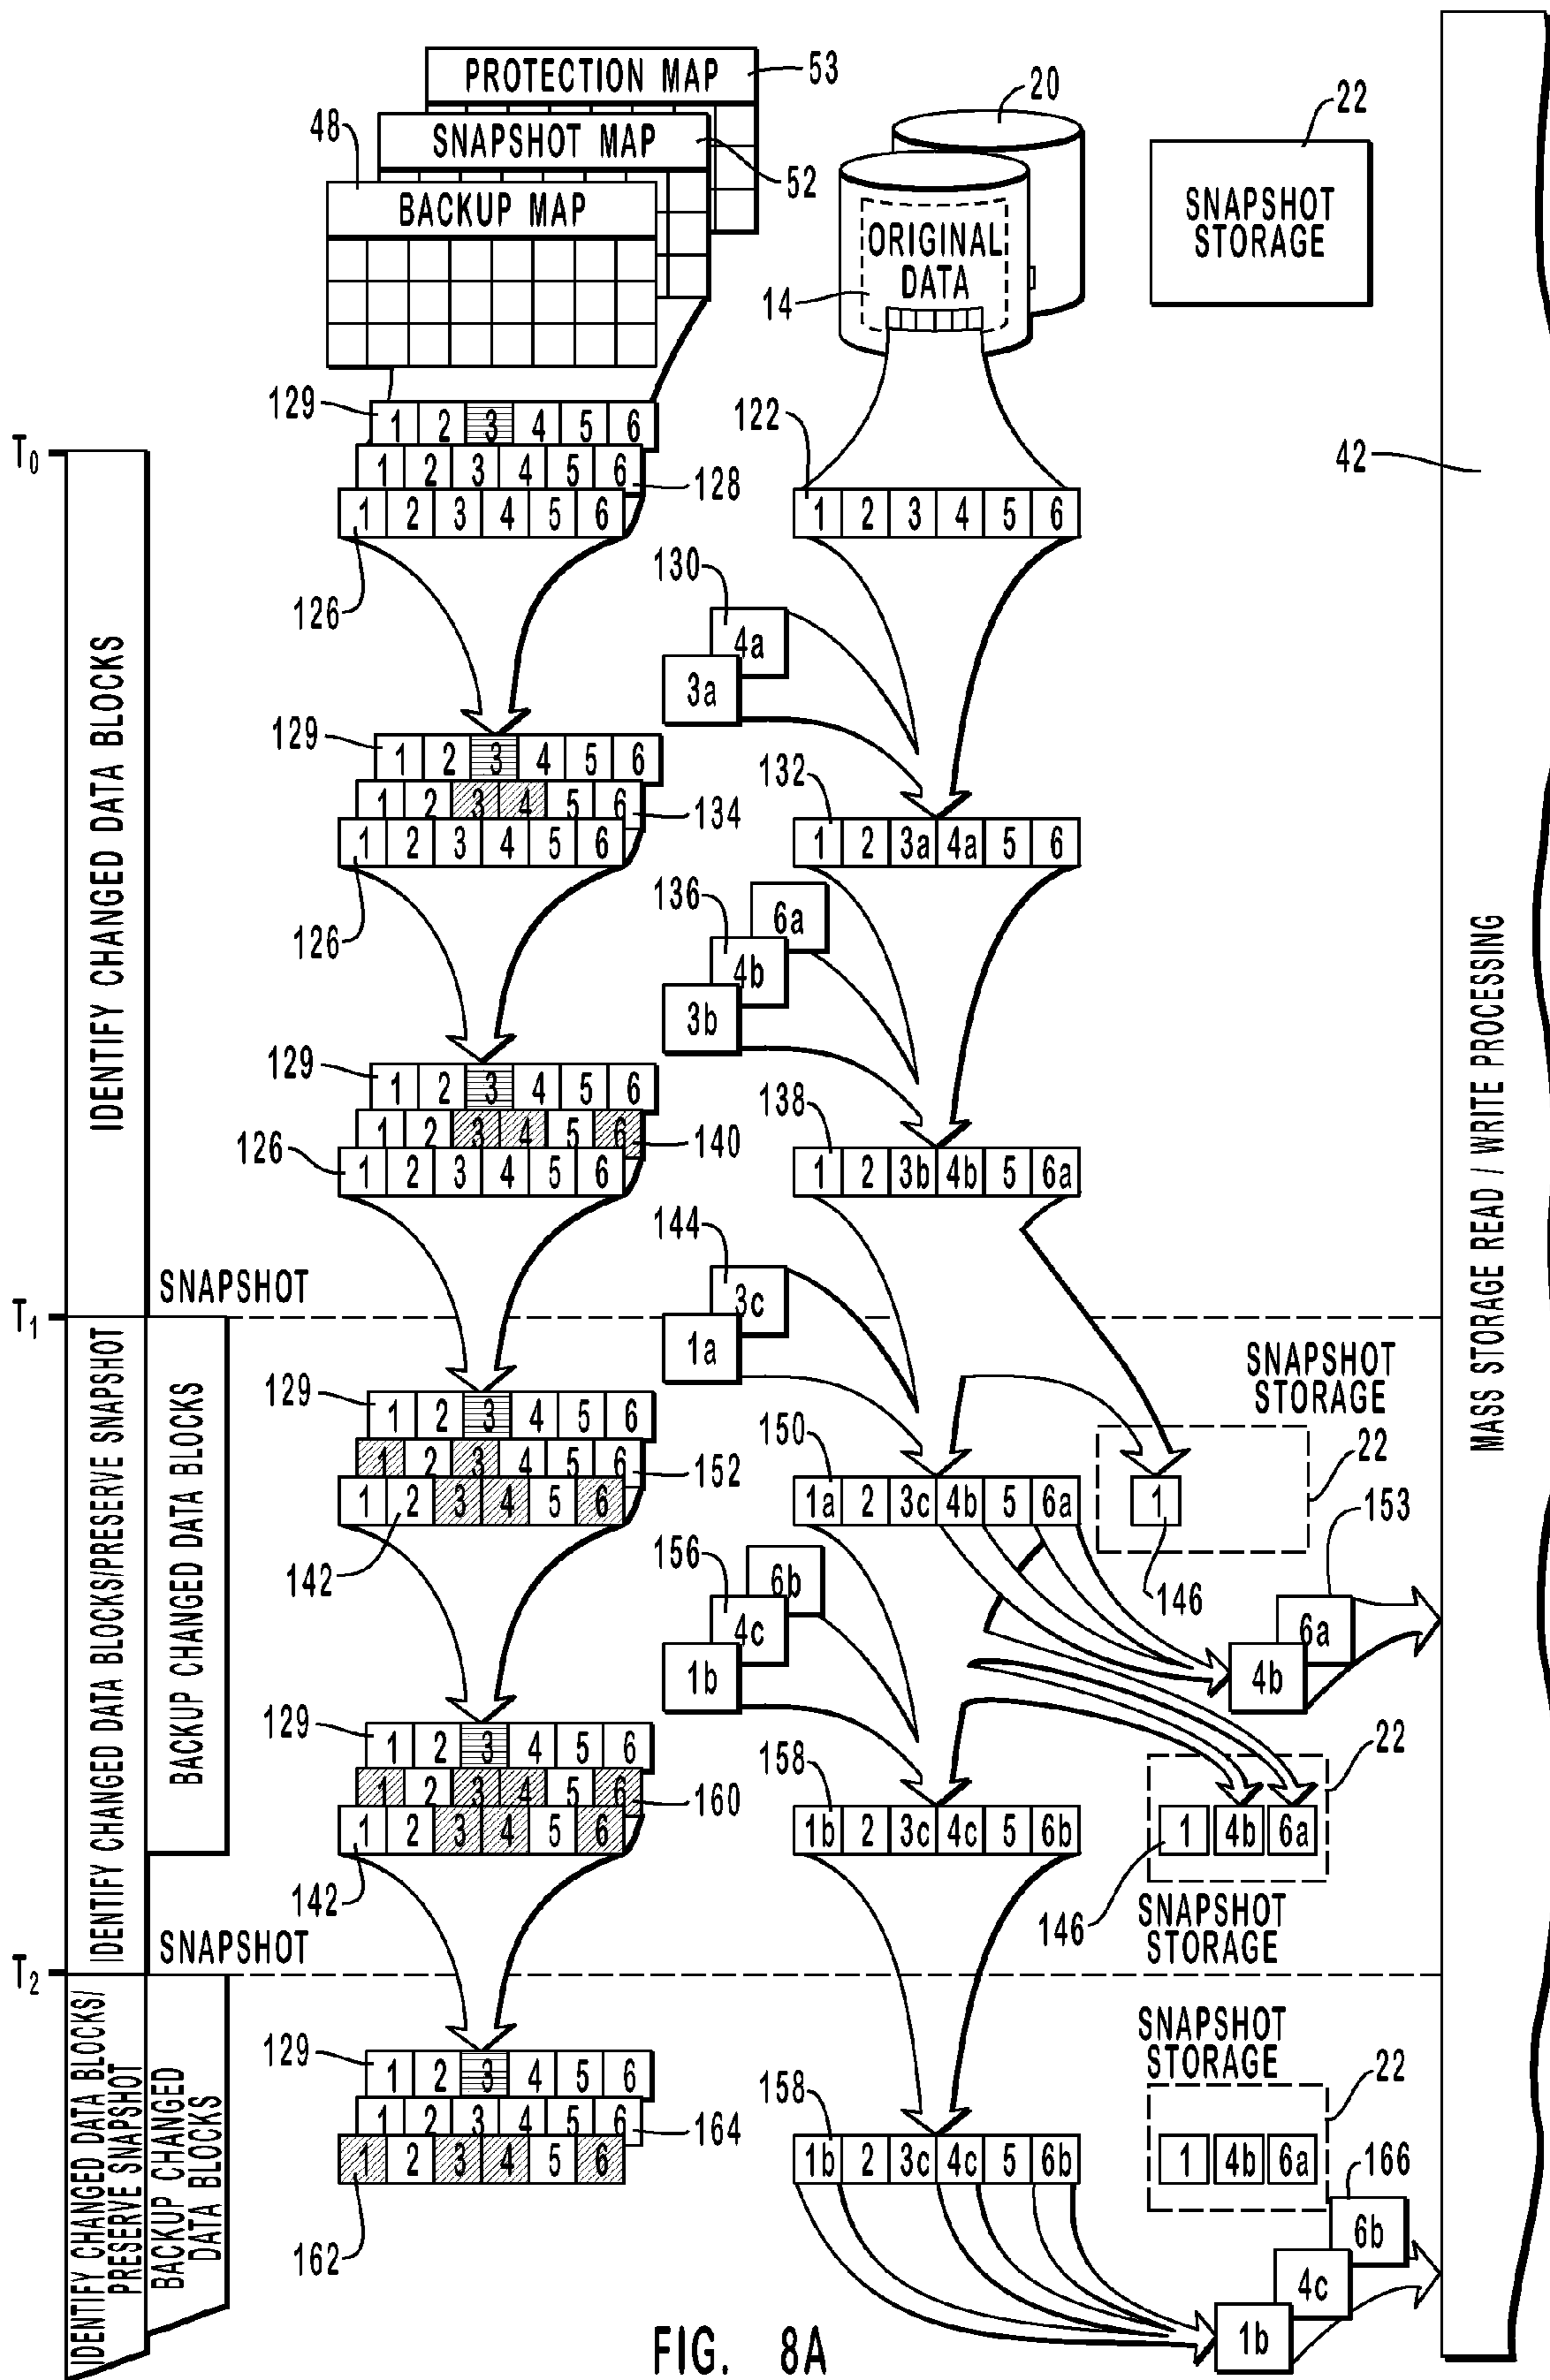 PROTECTION MAP
53
SNAPSHOT MAP
52
48
BACKUP MAP
20
ORIGINAL
DATA
14
22
SNAPSHOT
STORAGE
42
MASS STORAGE READ / WRITE PROCESSING
T0
129
1 2 3 4 5 6
1 2 3 4 5 6
128
1 2 3 4 5 6
126
122
1 2 3 4 5 6
IDENTIFY CHANGED DATA BLOCKS
130
4a
3a
129
1 2 3 4 5 6
1 2 3 4 5 6
134
1 2 3 4 5 6
126
132
1 2 3a 4a 5 6
136
6a
4b
3b
129
1 2 3 4 5 6
1 2 3 4 5 6
140
126
1 2 3 4 5 6
138
1 2 3b 4b 5 6a
144
3c
1a
SNAPSHOT
T1
IDENTIFY CHANGED DATA BLOCKS/PRESERVE SNAPSHOT
BACKUP CHANGED DATA BLOCKS
129
1 2 3 4 5 6
1 2 3 4 5 6
152
1 2 3 4 5 6
142
150
1a 2 3c 4b 5 6a
SNAPSHOT
STORAGE
22
1
146
153
6a
4b
156
6b
4c
1b
129
1 2 3 4 5 6
1 2 3 4 5 6
160
1 2 3 4 5 6
142
158
1b 2 3c 4c 5 6b
22
1 4b 6a
146
SNAPSHOT
STORAGE
SNAPSHOT
T2
IDENTIFY CHANGED DATA BLOCKS/
PRESERVE SNAPSHOT
BACKUP CHANGED
DATA BLOCKS
129
1 2 3 4 5 6
1 2 3 4 5 6
164
1 2 3 4 5 6
162
158
1b 2 3c 4c 5 6b
SNAPSHOT
STORAGE
22
1 4b 6a
166
6b
4c
1b
FIG. 8A